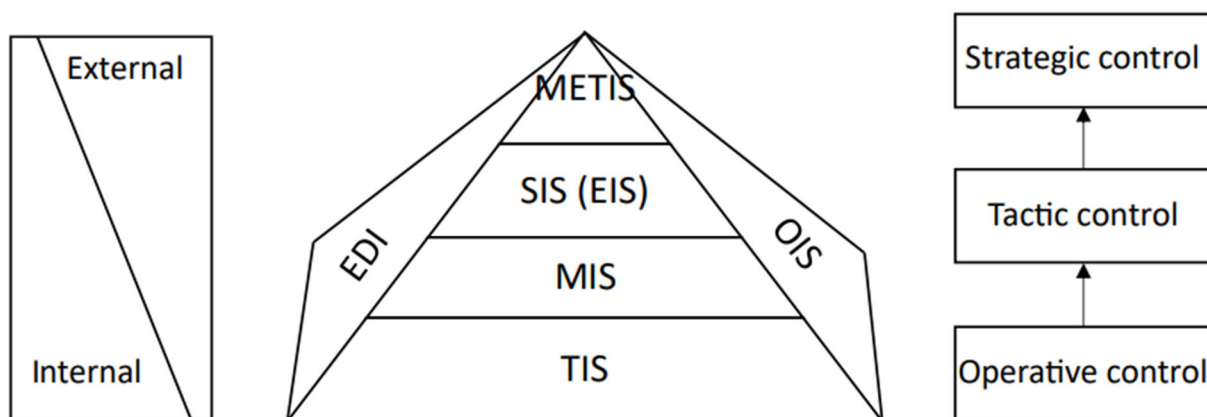 External
Internal
METIS
SIS (EIS)
MIS
TIS
EDI
OIS
Strategic control
Tactic control
Operative control